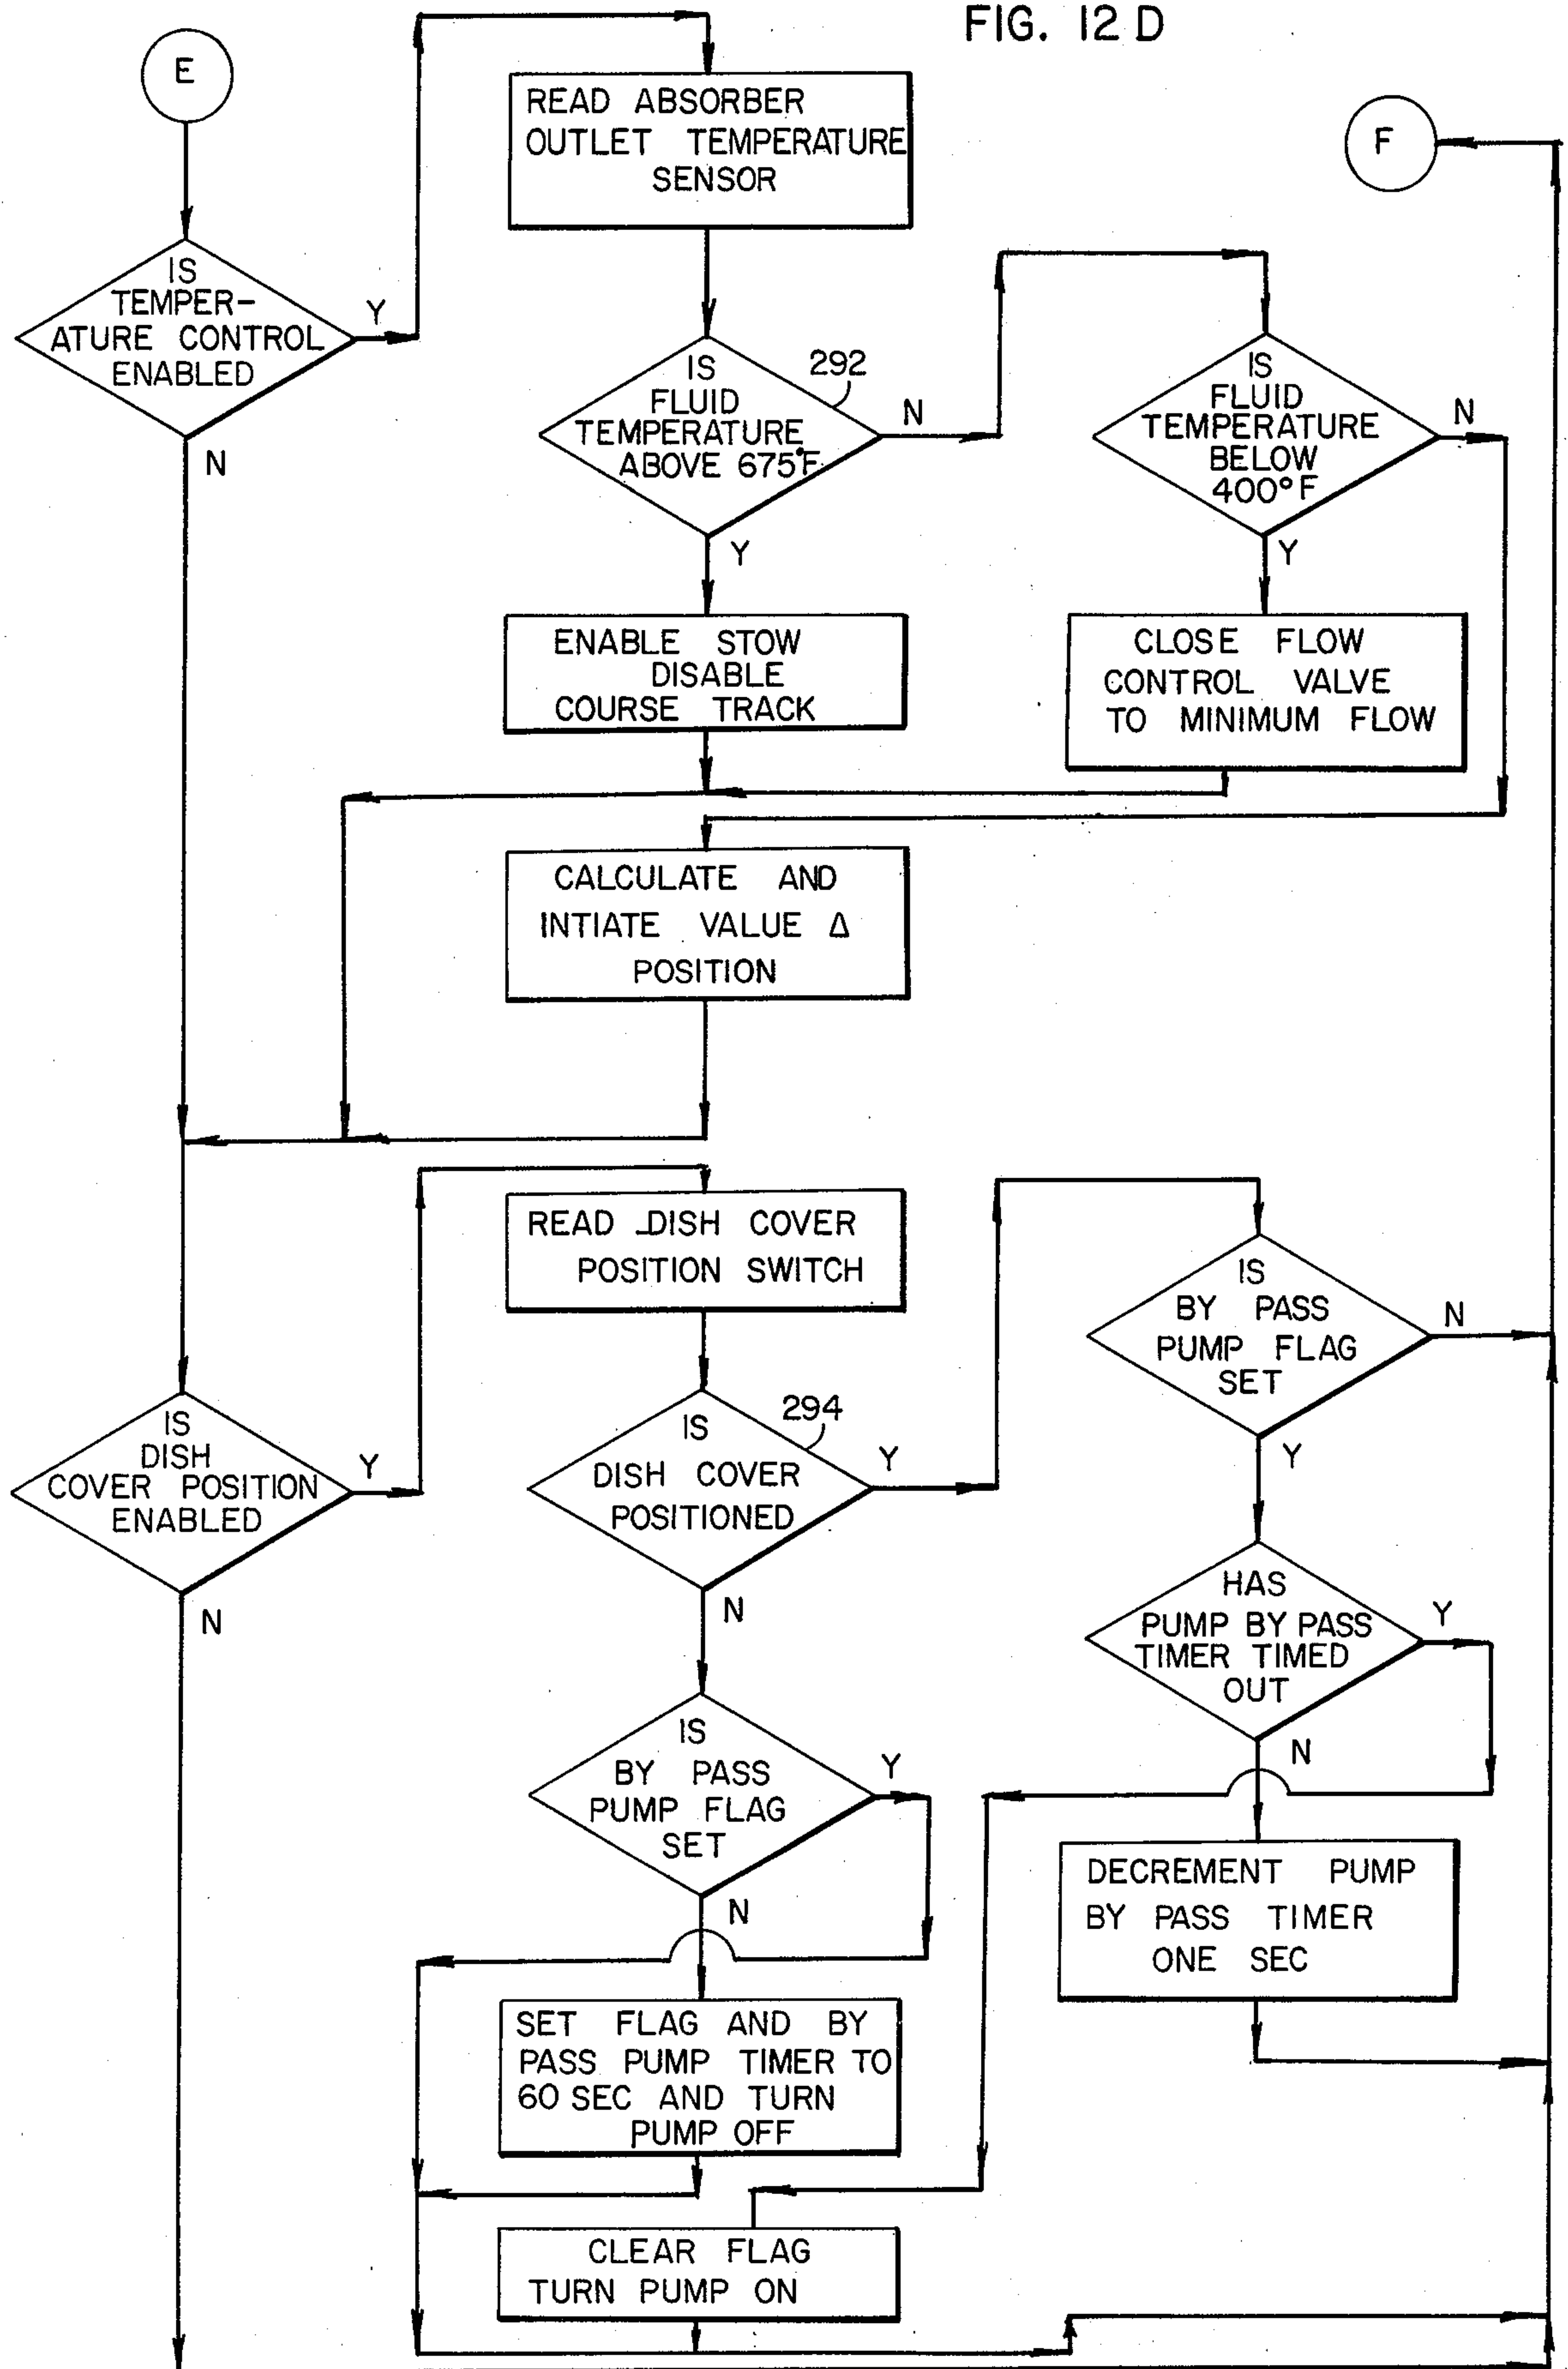 FIG. 12 D
E
READ ABSORBER
OUTLET TEMPERATURE
SENSOR
F
IS
TEMPER-
ATURE CONTROL
ENABLED
Y
N
292
IS
FLUID
TEMPERATURE
ABOVE 675°F
N
Y
IS
FLUID
TEMPERATURE
BELOW
400°F
N
Y
ENABLE STOW
DISABLE
COURSE TRACK
CLOSE FLOW
CONTROL VALVE
TO MINIMUM FLOW
CALCULATE AND
INTIATE VALUE Δ
POSITION
READ DISH COVER
POSITION SWITCH
IS
BY PASS
PUMP FLAG
SET
N
Y
IS
DISH
COVER POSITION
ENABLED
Y
N
294
IS
DISH COVER
POSITIONED
Y
N
HAS
PUMP BY PASS
TIMER TIMED
OUT
Y
N
IS
BY PASS
PUMP FLAG
SET
Y
N
DECREMENT PUMP
BY PASS TIMER
ONE SEC
SET FLAG AND BY
PASS PUMP TIMER TO
60 SEC AND TURN
PUMP OFF
CLEAR FLAG
TURN PUMP ON